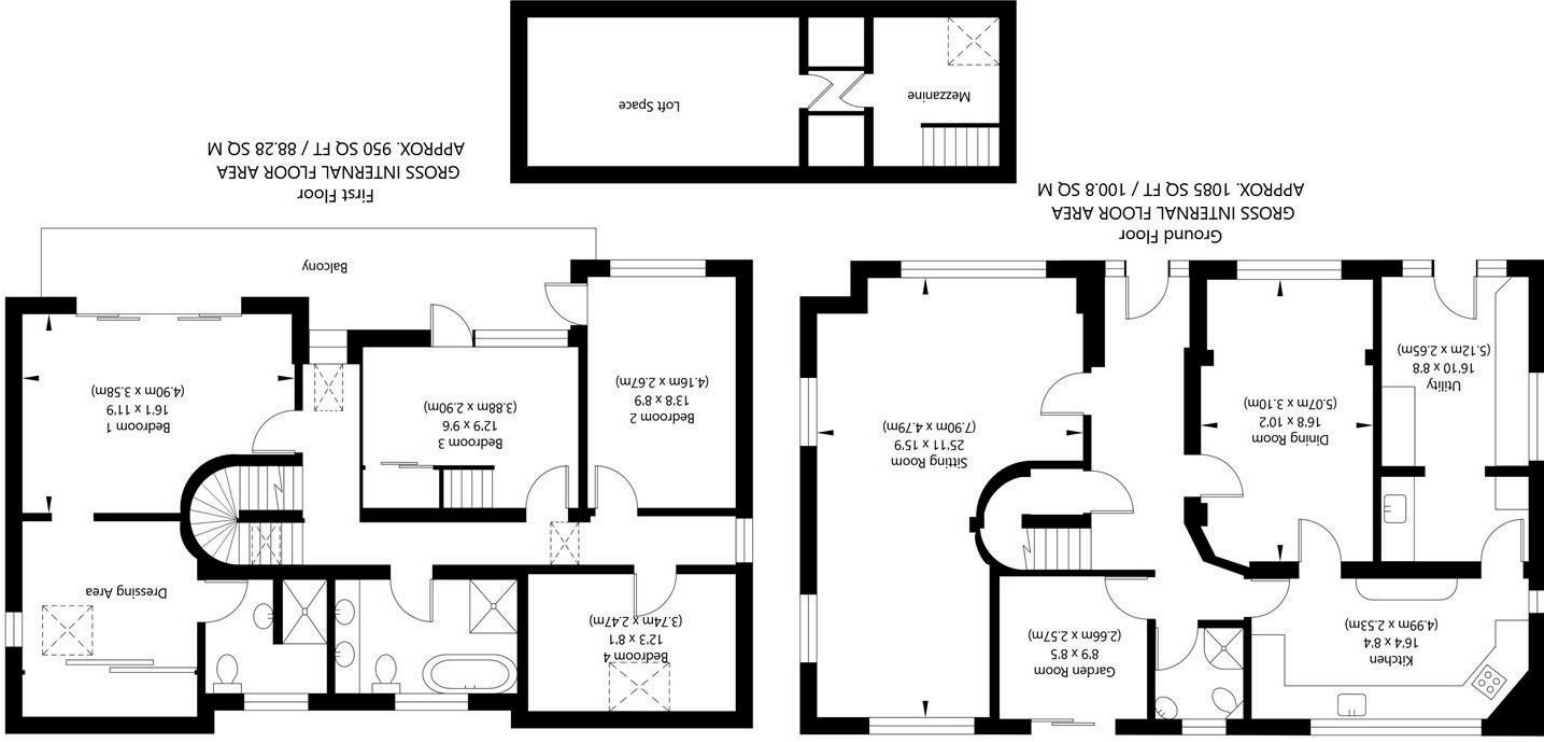 Kitchen
16'4 x 8'4
(4.99m x 2.53m)
Garden Room
8'9 x 8'5
(2.66m x 2.57m)
Utility
16'10 x 8'8
(5.12m x 2.65m)
Dining Room
16'8 x 10'2
(5.07m x 3.10m)
Sitting Room
25'11 x 15'9
(7.90m x 4.79m)
Ground Floor
GROSS INTERNAL FLOOR AREA
APPROX. 1085 SQ FT / 100.8 SQ M
Bedroom 4
12'3 x 8'1
(3.74m x 2.47m)
Dressing Area
Bedroom 2
13'8 x 8'9
(4.16m x 2.67m)
Bedroom 3
12'9 x 9'6
(3.88m x 2.90m)
Bedroom 1
16'1 x 11'9
(4.90m x 3.58m)
Balcony
First Floor
GROSS INTERNAL FLOOR AREA
APPROX. 950 SQ FT / 88.28 SQ M
Mezzanine
Loft Space